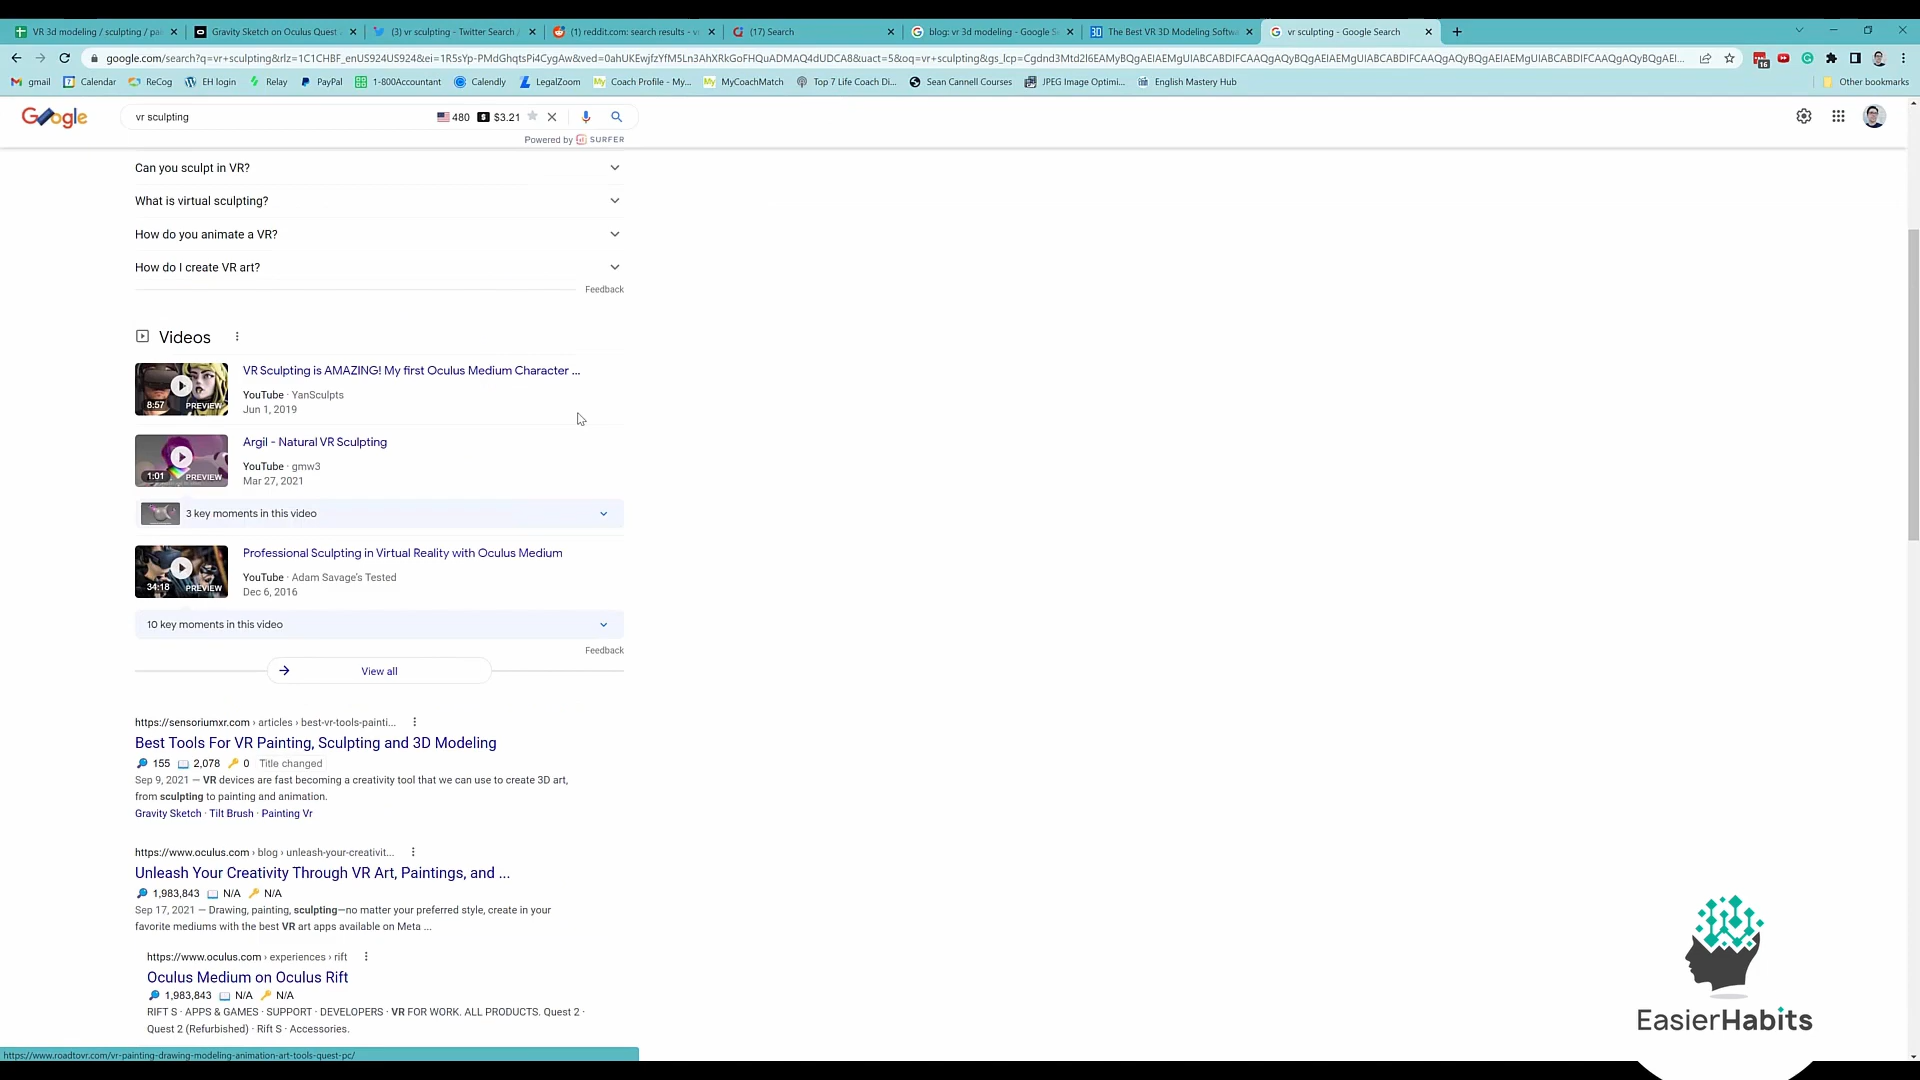 VR 3d modeling / sculpting / pai
Gravity Sketch on Oculus Quest
(3) vr sculpting - Twitter Search /
(1) reddit.com: search results - v
(17) Search
blog: vr 3d modeling - Google S
The Best VR 3D Modeling Softw
vr sculpting - Google Search
gmail
Calendar
ReCog
EH login
Relay
PayPal
1-800Accountant
Calendly
LegalZoom
Coach Profile - My...
MyCoachMatch
Top 7 Life Coach Di...
Sean Cannell Courses
JPEG Image Optimi...
English Mastery Hub
Other bookmarks
16
Google
vr sculpting
480 $3.21
Powered by SURFER
Can you sculpt in VR?
What is virtual sculpting?
How do you animate a VR?
How do I create VR art?
Feedback
Videos
VR Sculpting is AMAZING! My first Oculus Medium Character ...
YouTube · YanSculpts
Jun 1, 2019
8:57 PREVIEW
Argil - Natural VR Sculpting
YouTube · gmw3
Mar 27, 2021
1:01 PREVIEW
3 key moments in this video
Professional Sculpting in Virtual Reality with Oculus Medium
YouTube · Adam Savage's Tested
Dec 6, 2016
34:18 PREVIEW
10 key moments in this video
Feedback
View all
https://sensoriumxr.com › articles › best-vr-tools-painti...
Best Tools For VR Painting, Sculpting and 3D Modeling
155 2,078 0 Title changed
Sep 9, 2021 — VR devices are fast becoming a creativity tool that we can use to create 3D art,
from sculpting to painting and animation.
Gravity Sketch · Tilt Brush · Painting Vr
https://www.oculus.com › blog › unleash-your-creativit...
Unleash Your Creativity Through VR Art, Paintings, and ...
1,983,843 N/A N/A
Sep 17, 2021 — Drawing, painting, sculpting—no matter your preferred style, create in your
favorite mediums with the best VR art apps available on Meta ...
https://www.oculus.com › experiences › rift
Oculus Medium on Oculus Rift
1,983,843 N/A N/A
RIFT S · APPS & GAMES · SUPPORT · DEVELOPERS · VR FOR WORK. ALL PRODUCTS. Quest 2 ·
Quest 2 (Refurbished) · Rift S · Accessories.
https://www.roadtovr.com/vr-painting-drawing-modeling-animation-art-tools-quest-pc/
EasierHabits